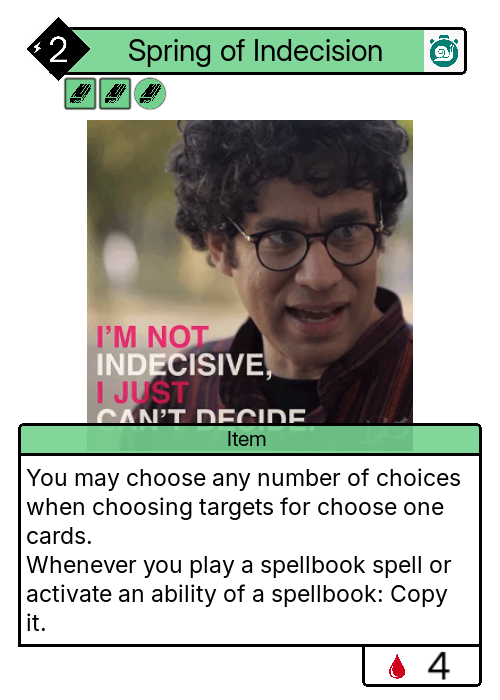 2
Spring of Indecision
I'M NOT
INDECISIVE,
I JUST
CAN'T DECIDE.
Item
You may choose any number of choices
when choosing targets for choose one
cards.
Whenever you play a spellbook spell or
activate an ability of a spellbook: Copy
it.
4